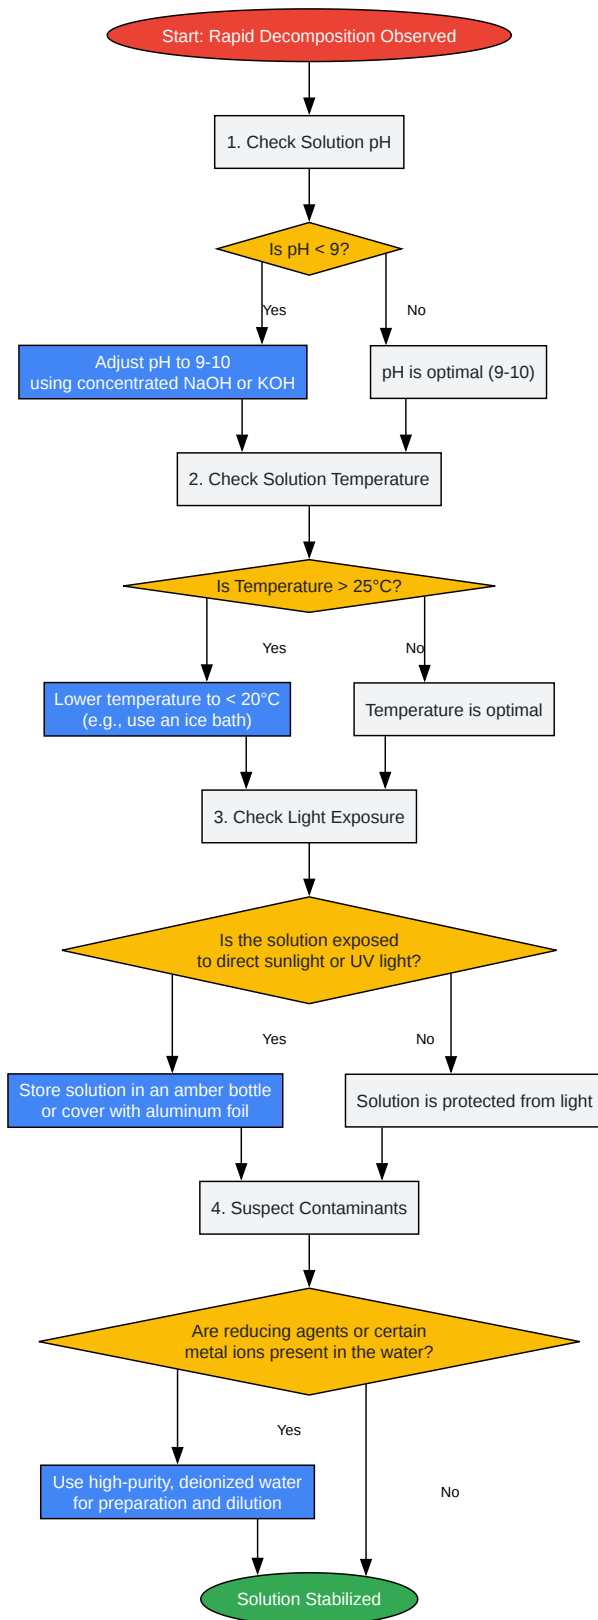 Start: Rapid Decomposition Observed
1. Check Solution pH
Is pH < 9?
Yes
No
Adjust pH to 9-10
using concentrated NaOH or KOH
pH is optimal (9-10)
2. Check Solution Temperature
Is Temperature > 25°C?
Yes
No
Lower temperature to < 20°C
(e.g., use an ice bath)
Temperature is optimal
3. Check Light Exposure
Is the solution exposed
to direct sunlight or UV light?
Yes
No
Store solution in an amber bottle
or cover with aluminum foil
Solution is protected from light
4. Suspect Contaminants
Are reducing agents or certain
metal ions present in the water?
Yes
Use high-purity, deionized water
for preparation and dilution
No
Solution Stabilized